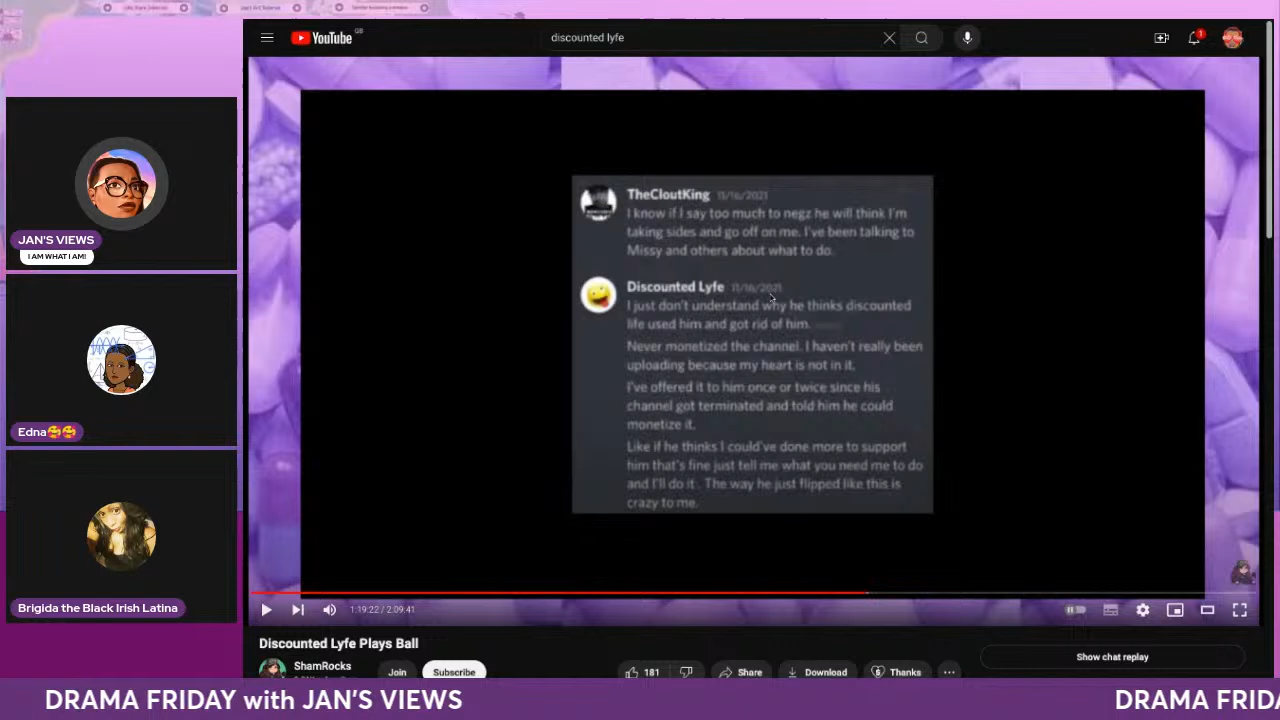 YouTube GB
discounted lyfe
1
JAN'S VIEWS
I AM WHAT I AM!
Edna🥰🥰
Brigida the Black Irish Latina
TheCloutKing 11/16/2021
I know if I say too much to negz he will think I'm
taking sides and go off on me. I've been talking to
Missy and others about what to do.
Discounted Lyfe 11/16/2021
I just don't understand why he thinks discounted
life used him and got rid of him.
Never monetized the channel. I haven't really been
uploading because my heart is not in it.
I've offered it to him once or twice since his
channel got terminated and told him he could
monetize it.
Like if he thinks I could've done more to support
him that's fine just tell me what you need me to do
and I'll do it. The way he just flipped like this is
crazy to me.
1:19:22 / 2:09:41
Discounted Lyfe Plays Ball
ShamRocks
Join
Subscribe
181
Share
Download
Thanks
Show chat replay
DRAMA FRIDAY with JAN'S VIEWS
DRAMA FRIDA